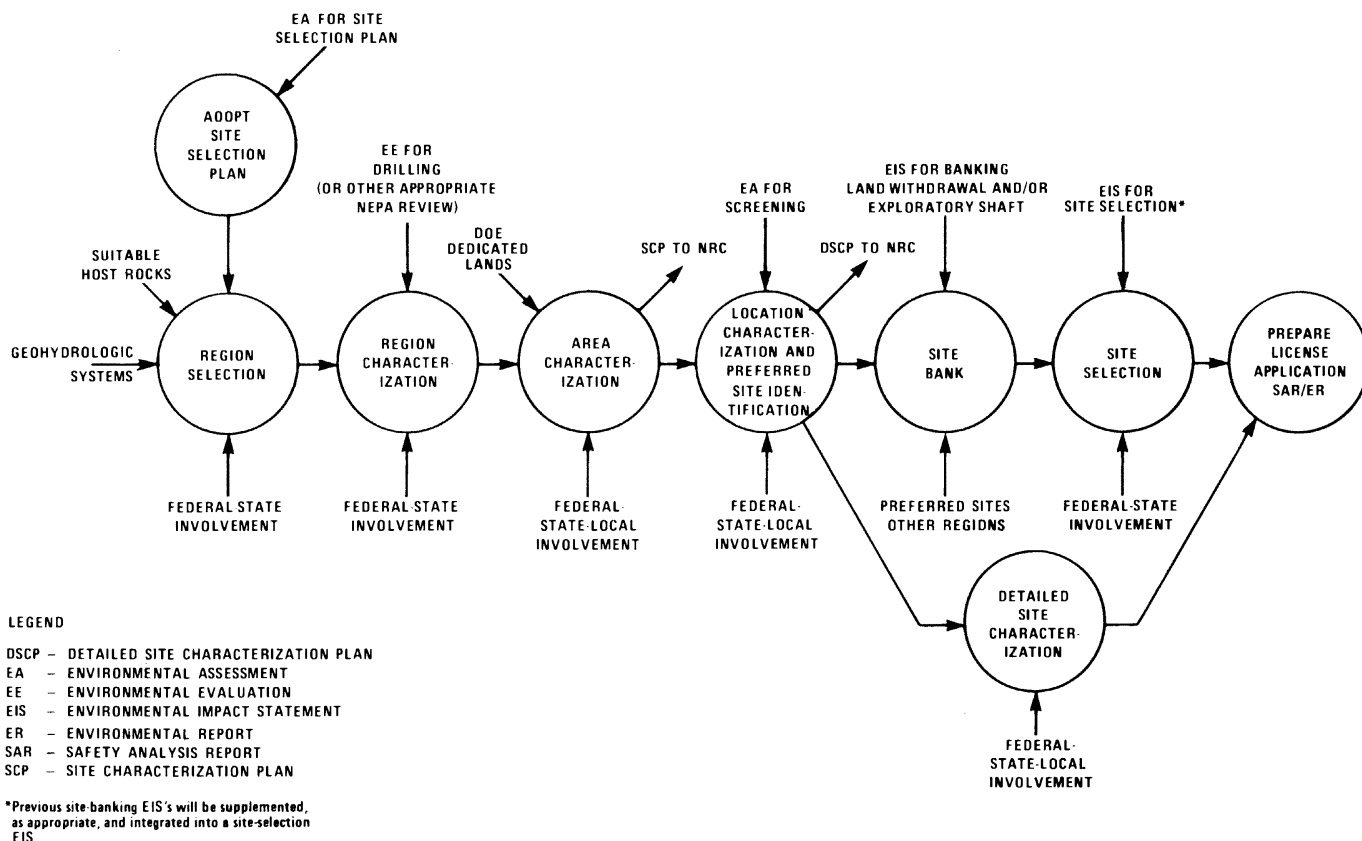 EA FOR SITE
SELECTION PLAN
ADOPT
SITE
SELECTION
PLAN
EE FOR
DRILLING
(OR OTHER APPROPRIATE
NEPA REVIEW)
EA FOR
SCREENING
EIS FOR BANKING
LAND WITHDRAWAL AND/OR
EXPLORATORY SHAFT
EIS FOR
SITE SELECTION*
SUITABLE
HOST ROCKS
DOE
DEDICATED
LANDS
SCP TO NRC
DSCP TO NRC
GEOHYDROLOGIC
SYSTEMS
REGION
SELECTION
REGION
CHARACTER-
IZATION
AREA
CHARACTER-
IZATION
LOCATION
CHARACTER-
IZATION AND
PREFERRED
SITE IDEN-
TIFICATION
SITE
BANK
SITE
SELECTION
PREPARE
LICENSE
APPLICATION
SAR/ER
FEDERAL-STATE
INVOLVEMENT
FEDERAL-STATE
INVOLVEMENT
FEDERAL-
STATE-LOCAL
INVOLVEMENT
FEDERAL-
STATE-LOCAL
INVOLVEMENT
PREFERRED SITES
OTHER REGIONS
FEDERAL-STATE
INVOLVEMENT
DETAILED
SITE
CHARACTER-
IZATION
FEDERAL-
STATE-LOCAL
INVOLVEMENT
LEGEND
DSCP – DETAILED SITE CHARACTERIZATION PLAN
EA – ENVIRONMENTAL ASSESSMENT
EE – ENVIRONMENTAL EVALUATION
EIS – ENVIRONMENTAL IMPACT STATEMENT
ER – ENVIRONMENTAL REPORT
SAR – SAFETY ANALYSIS REPORT
SCP – SITE CHARACTERIZATION PLAN
*Previous site-banking EIS's will be supplemented,
as appropriate, and integrated into a site-selection
EIS